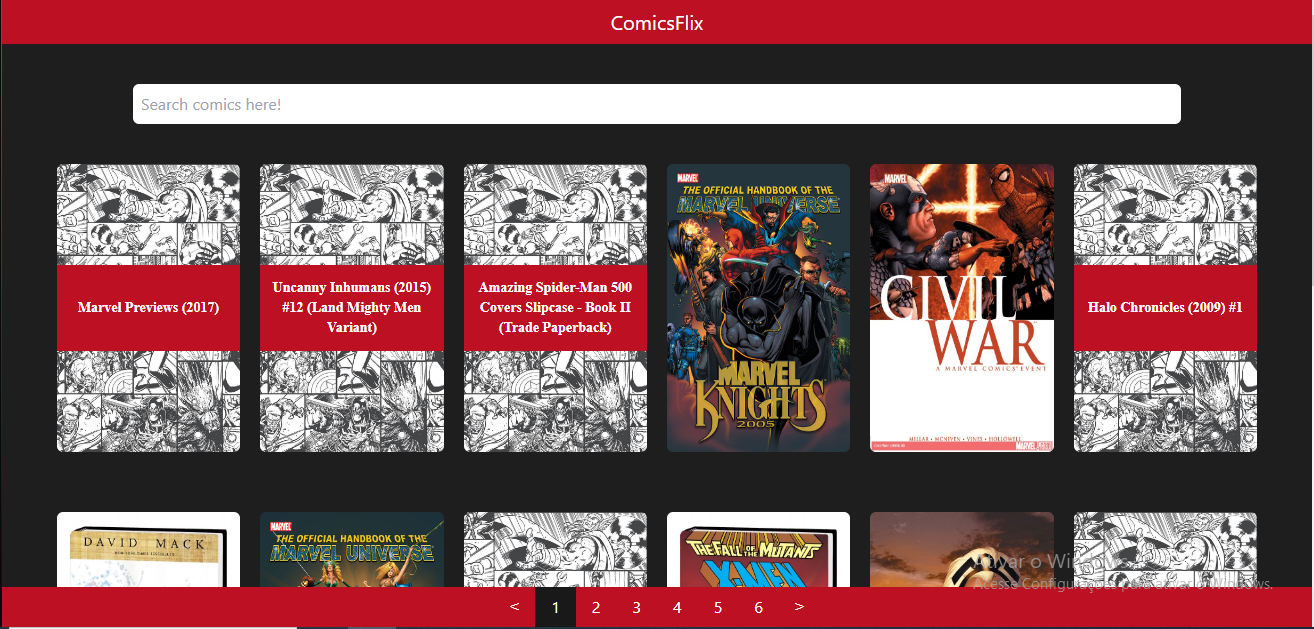 ComicsFlix
Search comics here!
Marvel Previews (2017)
Uncanny Inhumans (2015)
#12 (Land Mighty Men
Variant)
Amazing Spider-Man 500
Covers Slipcase - Book II
(Trade Paperback)
MARVEL
THE OFFICIAL HANDBOOK OF THE
MARVEL UNIVERSE
MARVEL
KNIGHTS
2005
MARVEL
CIVIL
WAR
A MARVEL COMICS EVENT
MILLAR • MCNIVEN • VINES • HOLLOWELL
MARVEL
Halo Chronicles (2009) #1
DAVID MACK
MARVEL
THE OFFICIAL HANDBOOK OF THE
MARVEL UNIVERSE
THE FALL OF THE MUTANTS
X-MEN
Ativar o Windows
Acesse Configurações para ativar o Windows.
< 1 2 3 4 5 6 >